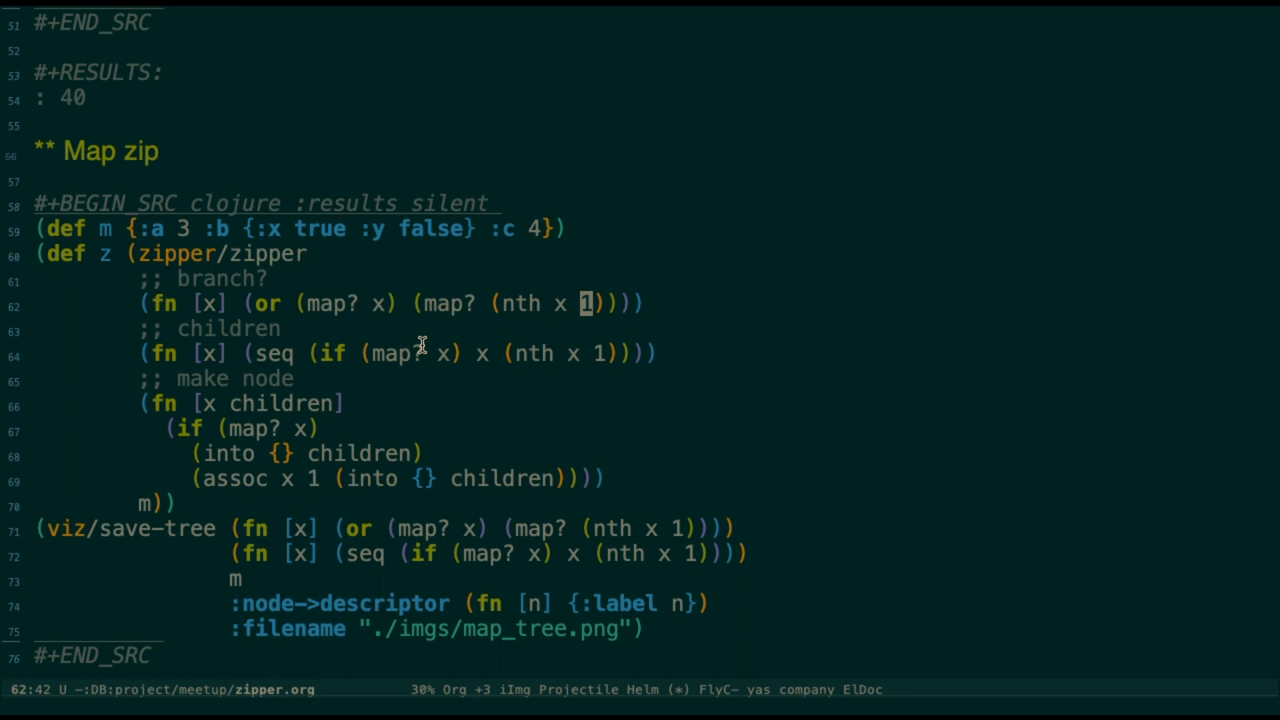 51 #+END_SRC
52
53 #+RESULTS:
54 : 40
55
56 ** Map zip
57
58 #+BEGIN_SRC clojure :results silent
59 (def m {:a 3 :b {:x true :y false} :c 4})
60 (def z (zipper/zipper
61         ;; branch?
62         (fn [x] (or (map? x) (map? (nth x 1))))
63         ;; children
64         (fn [x] (seq (if (map? x) x (nth x 1))))
65         ;; make node
66         (fn [x children]
67           (if (map? x)
68             (into {} children)
69             (assoc x 1 (into {} children))))
70         m))
71 (viz/save-tree (fn [x] (or (map? x) (map? (nth x 1))))
72                (fn [x] (seq (if (map? x) x (nth x 1))))
73                m
74                :node->descriptor (fn [n] {:label n})
75                :filename "./imgs/map_tree.png")
76 #+END_SRC
62:42 U -:DB:project/meetup/zipper.org 30% Org +3 iImg Projectile Helm (*) FlyC- yas company ElDoc